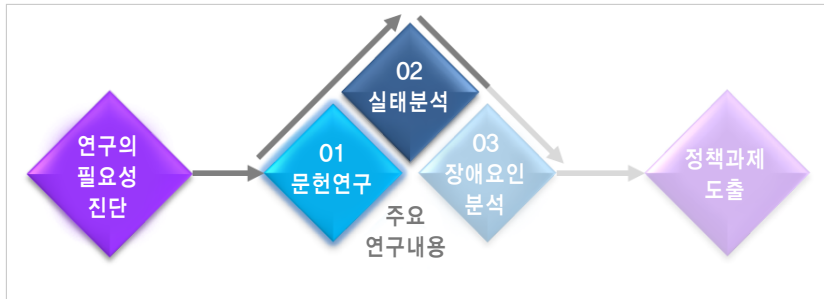 연구의
필요성
진단
01
문헌연구
02
실태분석
03
장애요인
분석
주요
연구내용
정책과제
도출